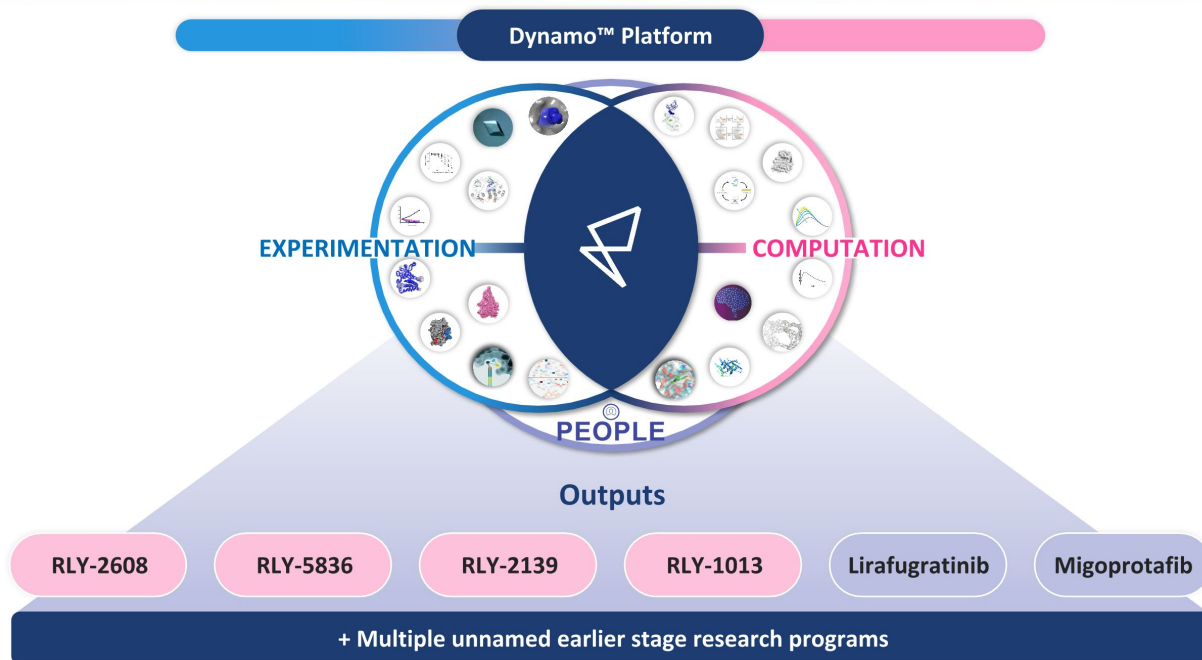 Dynamo™ Platform
EXPERIMENTATION
COMPUTATION
PEOPLE
Outputs
RLY-2608
RLY-5836
RLY-2139
RLY-1013
Lirafugratinib
Migoprotafib
+ Multiple unnamed earlier stage research programs